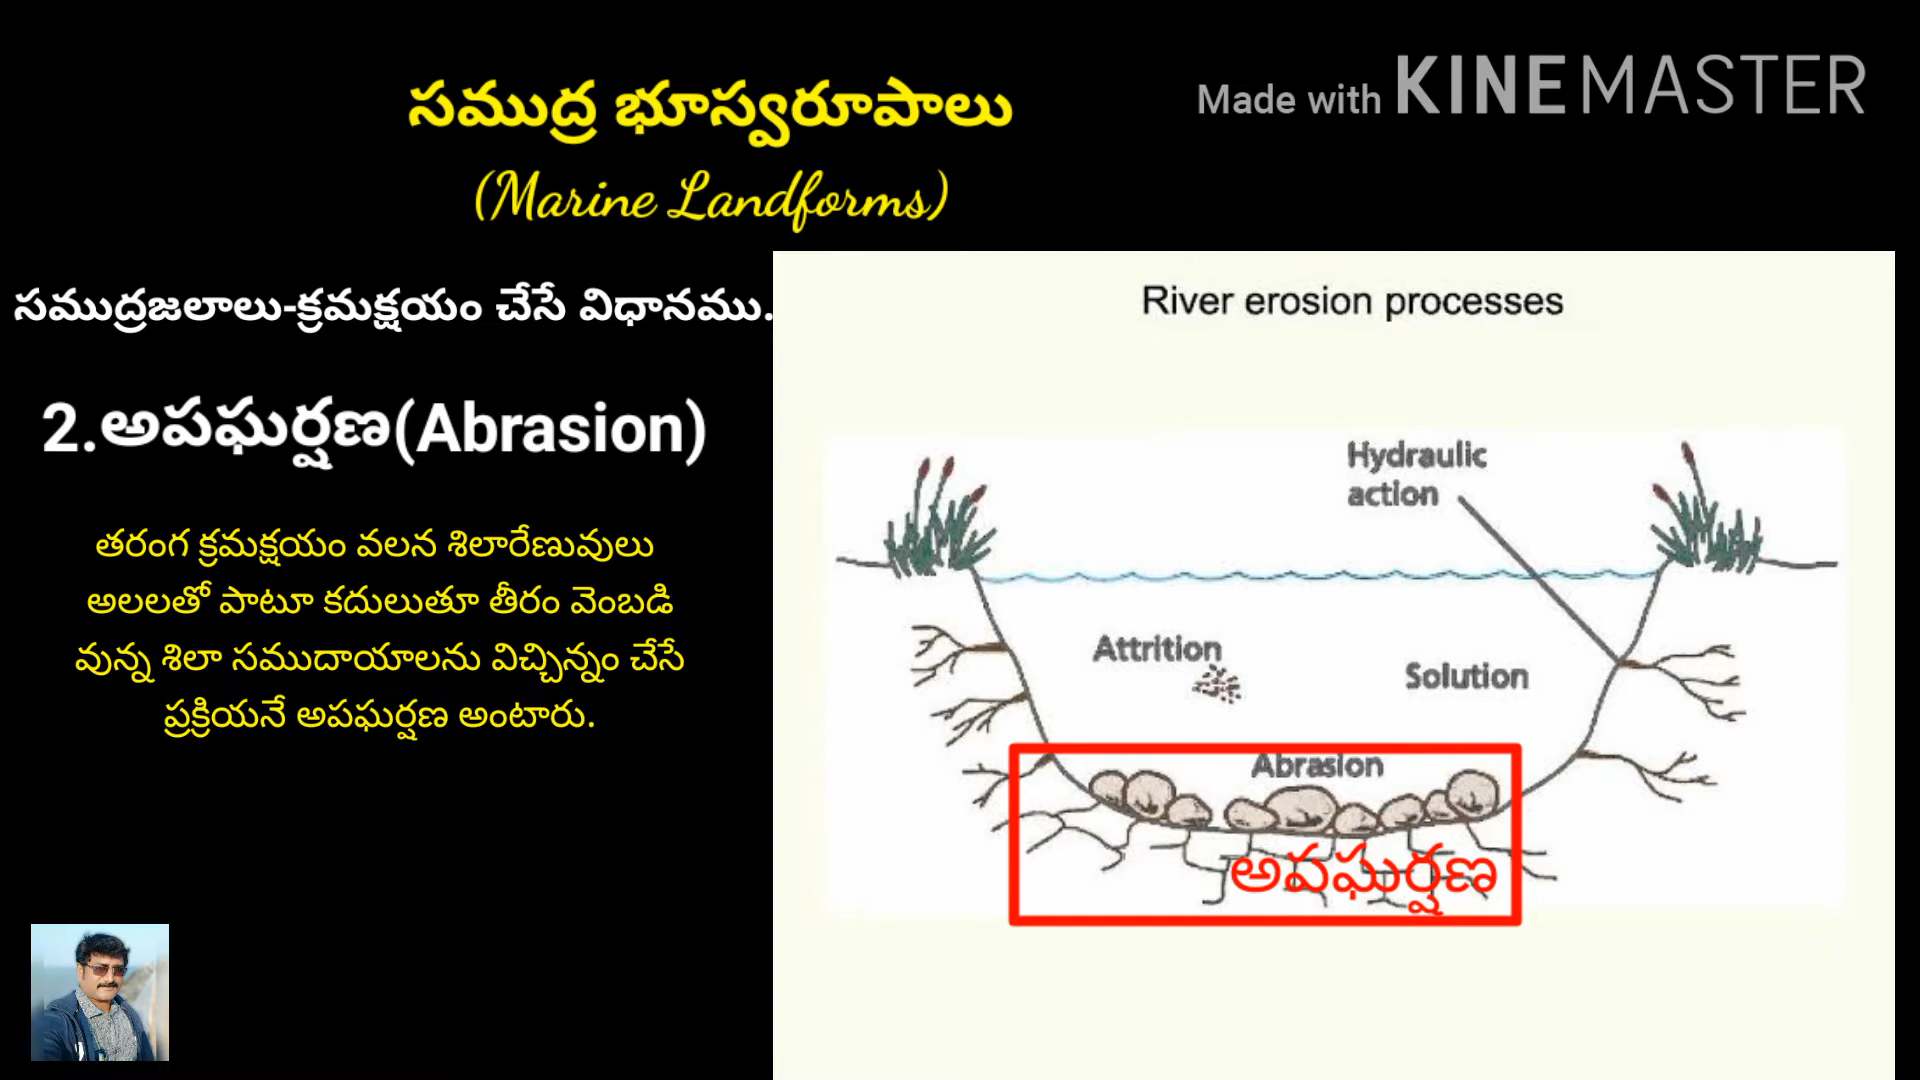 సముద్ర భూస్వరూపాలు
(Marine Landforms)
Made with KINEMASTER
సముద్రజలాలు-క్రమక్షయం చేసే విధానము.
2.అపఘర్షణ(Abrasion)
తరంగ క్రమక్షయం వలన శిలారేణువులు
అలలతో పాటూ కదులుతూ తీరం వెంబడి
వున్న శిలా సముదాయాలను విచ్చిన్నం చేసే
ప్రక్రియనే అపఘర్షణ అంటారు.
River erosion processes
Hydraulic
action
Attrition
Solution
Abrasion
అపఘర్షణ